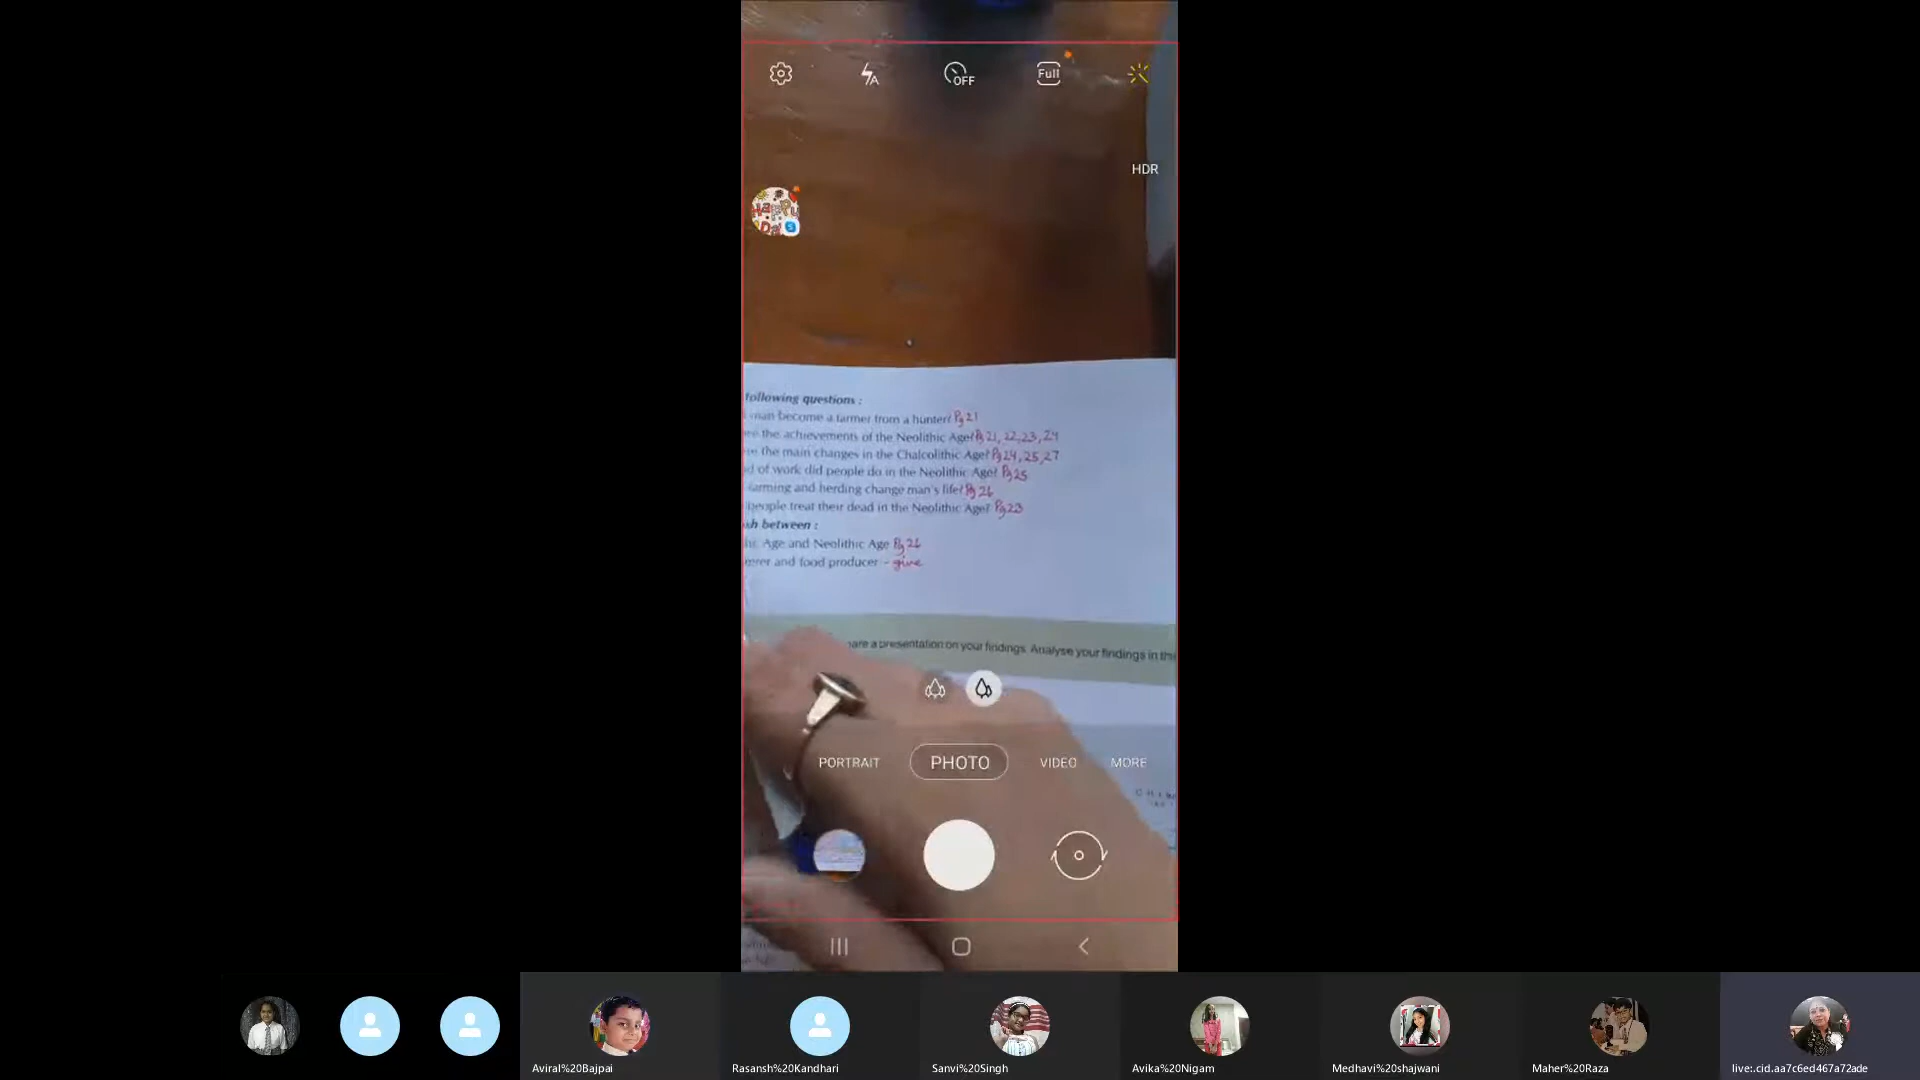 Full
OFF
HDR
following questions :
man become a farmer from a hunter? Pg 21
the achievements of the Neolithic Age? Pg 21, 22, 23, 24
the main changes in the Chalcolithic Age? Pg 24, 25, 27
of work did people do in the Neolithic Age? Pg 25
farming and herding change man's life? Pg 26
people treat their dead in the Neolithic Age? Pg 23
between :
Age and Neolithic Age Pg 26
and food producer - give
a presentation on your findings. Analyse your findings in
PORTRAIT PHOTO VIDEO MORE
Aviral%20Bajpai Rasansh%20Kandhari Sanvi%20Singh Avika%20Nigam Medhavi%20shajwani Maher%20Raza live:.cid.aa7c6ed467a72ade